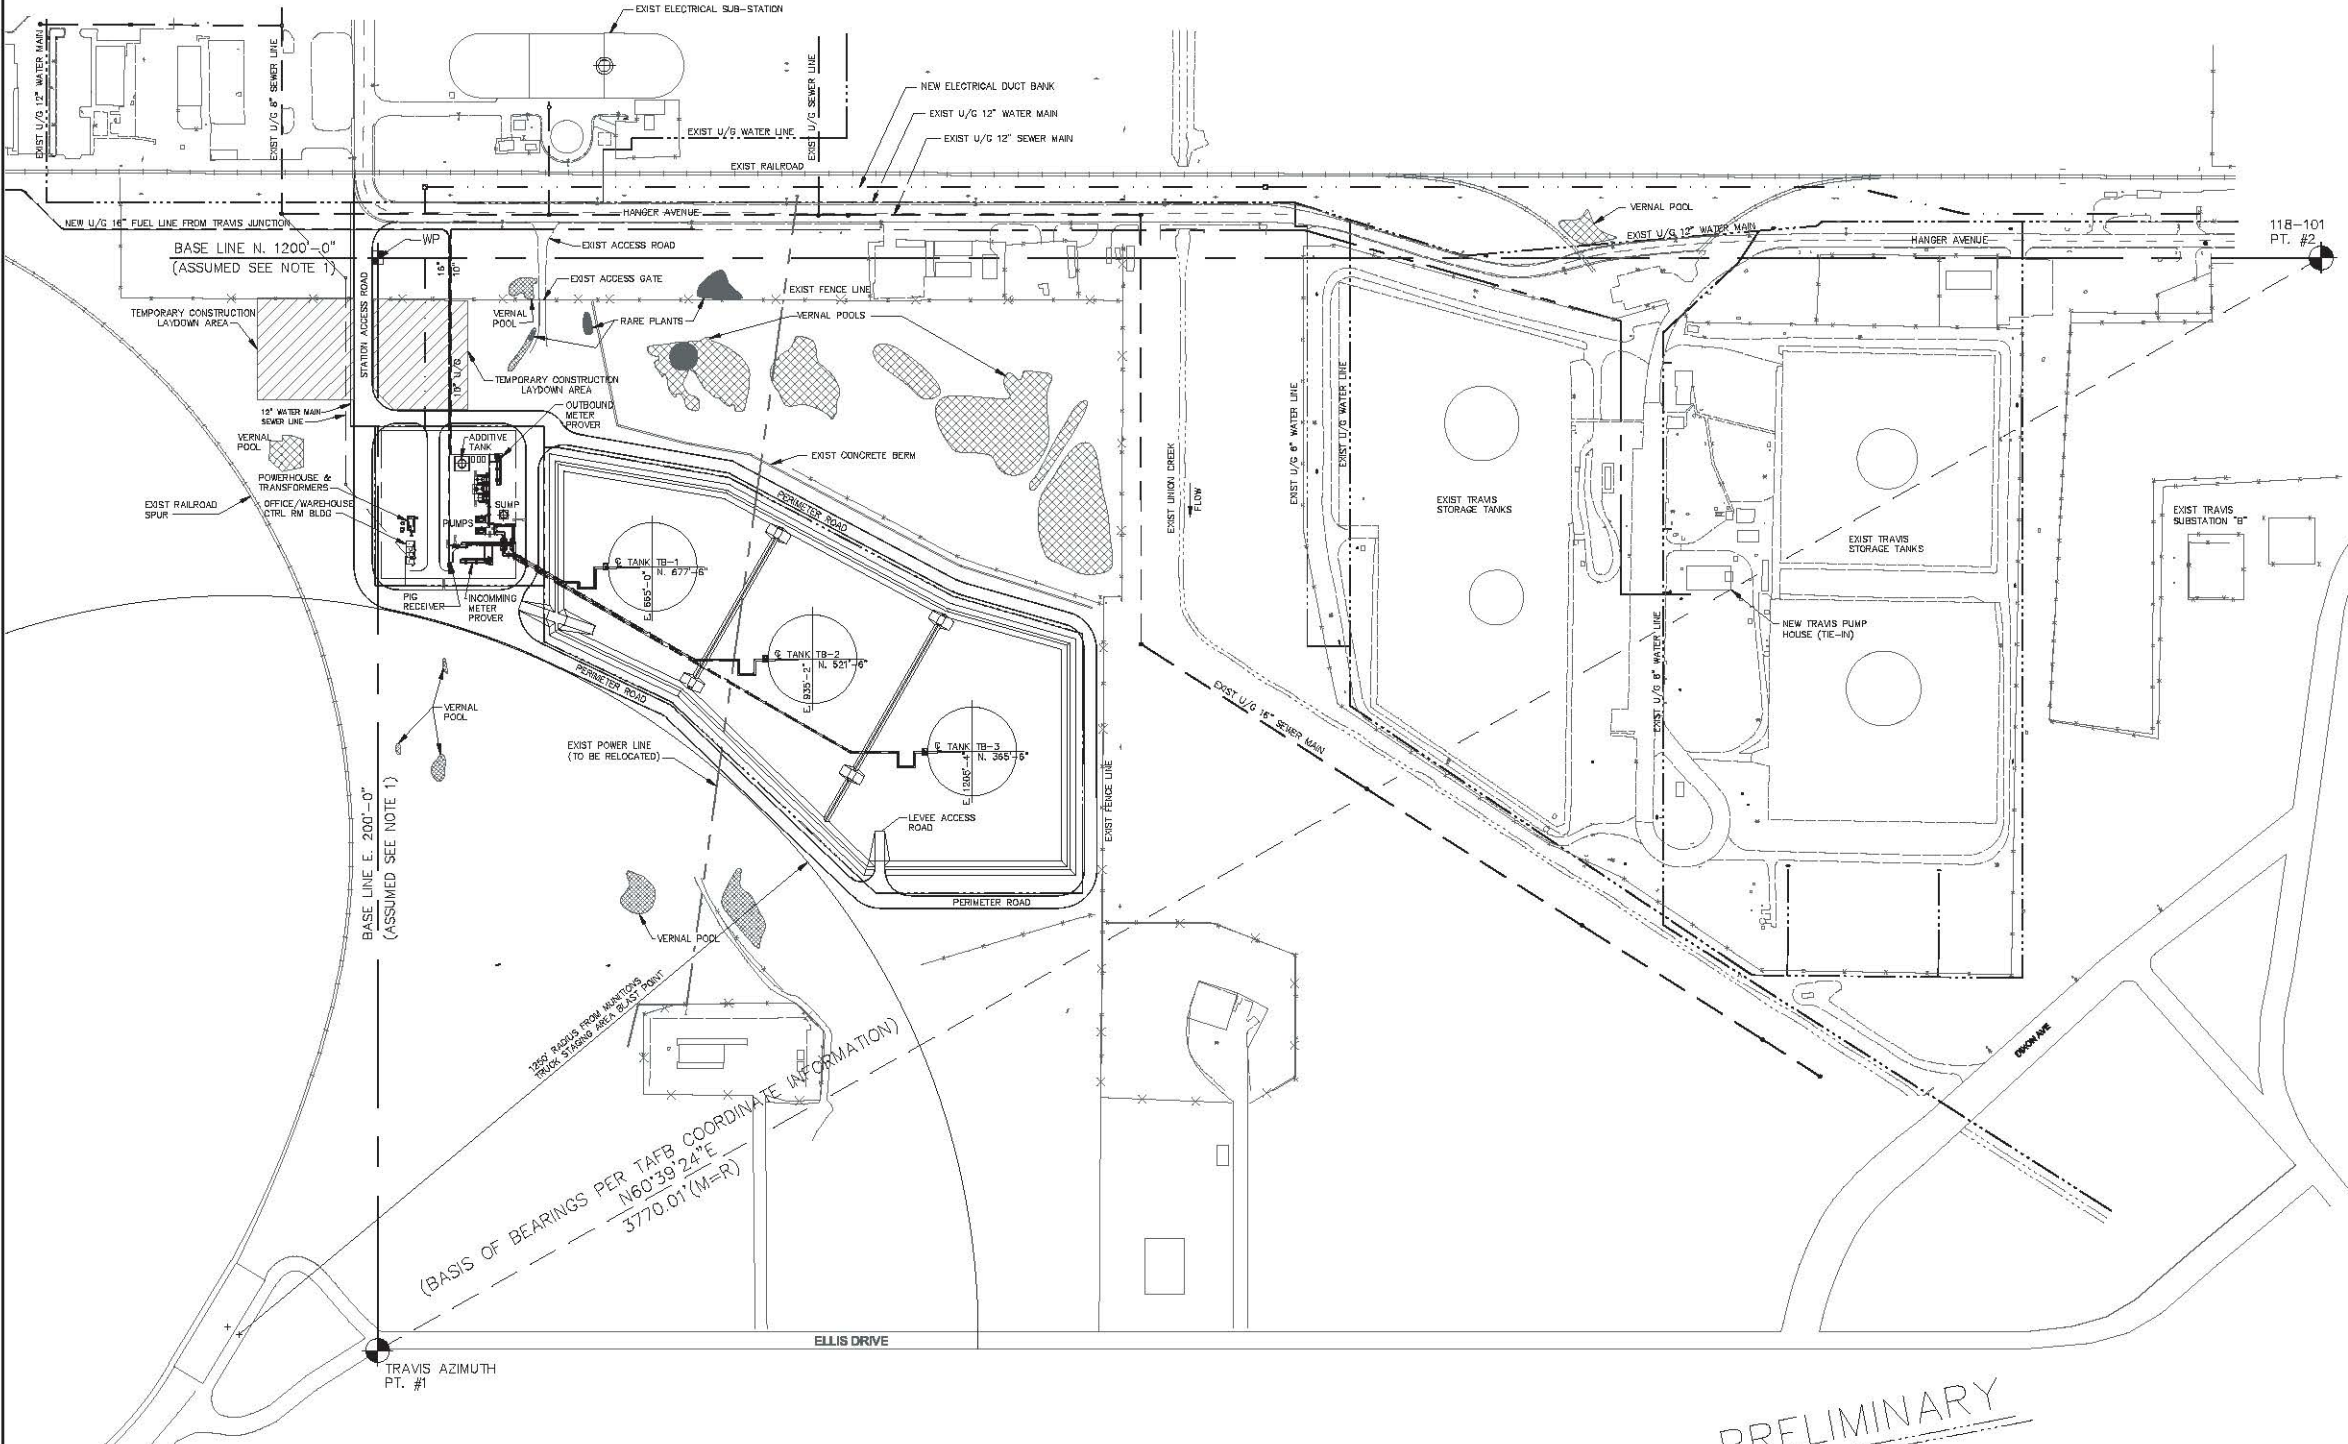 EXIST ELECTRICAL SUB-STATION
EXIST U/G 12" WATER MAIN
EXIST U/G 8" SEWER LINE
EXIST U/G SEWER LINE
NEW ELECTRICAL DUCT BANK
EXIST U/G 12" WATER MAIN
EXIST U/G 12" SEWER MAIN
EXIST U/G WATER LINE
EXIST RAILROAD
HANGER AVENUE
NEW U/G 16" FUEL LINE FROM TRAVIS JUNCTION
WP
BASE LINE N. 1200'-0"
(ASSUMED SEE NOTE 1)
16"
10"
EXIST ACCESS ROAD
EXIST ACCESS GATE
EXIST FENCE LINE
VERNAL POOL
EXIST U/G 12" WATER MAIN
HANGER AVENUE
118-101
PT. #2
TEMPORARY CONSTRUCTION
LAYDOWN AREA
STATION ACCESS ROAD
10" U/G
VERNAL
POOL
RARE PLANTS
VERNAL POOLS
TEMPORARY CONSTRUCTION
LAYDOWN AREA
12" WATER MAIN
SEWER LINE
OUTBOUND
METER
PROVER
VERNAL
POOL
ADDITIVE
TANK
EXIST CONCRETE BERM
POWERHOUSE &
TRANSFORMERS
OFFICE/WAREHOUSE
CTRL RM BLDG
EXIST RAILROAD
SPUR
SUMP
PUMPS
PERIMETER ROAD
EXIST UNION CREEK
FLOW
EXIST U/G 6" WATER LINE
EXIST U/G WATER LINE
EXIST TRAVIS
STORAGE TANKS
EXIST TRAVIS
STORAGE TANKS
EXIST TRAVIS
SUBSTATION "B"
PIG
RECEIVER
INCOMMING
METER
PROVER
℄ TANK TB-1
N. 677'-6"
E. 665'-0"
℄ TANK TB-2
N. 521'-6"
E. 935'-2"
℄ TANK TB-3
N. 365'-6"
E. 1205'-4"
NEW TRAVIS PUMP
HOUSE (TIE-IN)
EXIST U/G 8" WATER LINE
PERIMETER ROAD
VERNAL
POOL
EXIST POWER LINE
(TO BE RELOCATED)
EXIST U/G 16" SEWER MAIN
EXIST FENCE LINE
LEVEE ACCESS
ROAD
BASE LINE E. 200'-0"
(ASSUMED SEE NOTE 1)
PERIMETER ROAD
VERNAL POOL
1250' RADIUS FROM MUNITIONS
TRUCK STAGING AREA BLAST POINT
(BASIS OF BEARINGS PER TAFB COORDINATE INFORMATION)
N60°39'24"E
3770.01'(M=R)
DIXON AVE
ELLIS DRIVE
TRAVIS AZIMUTH
PT. #1
PRELIMINARY